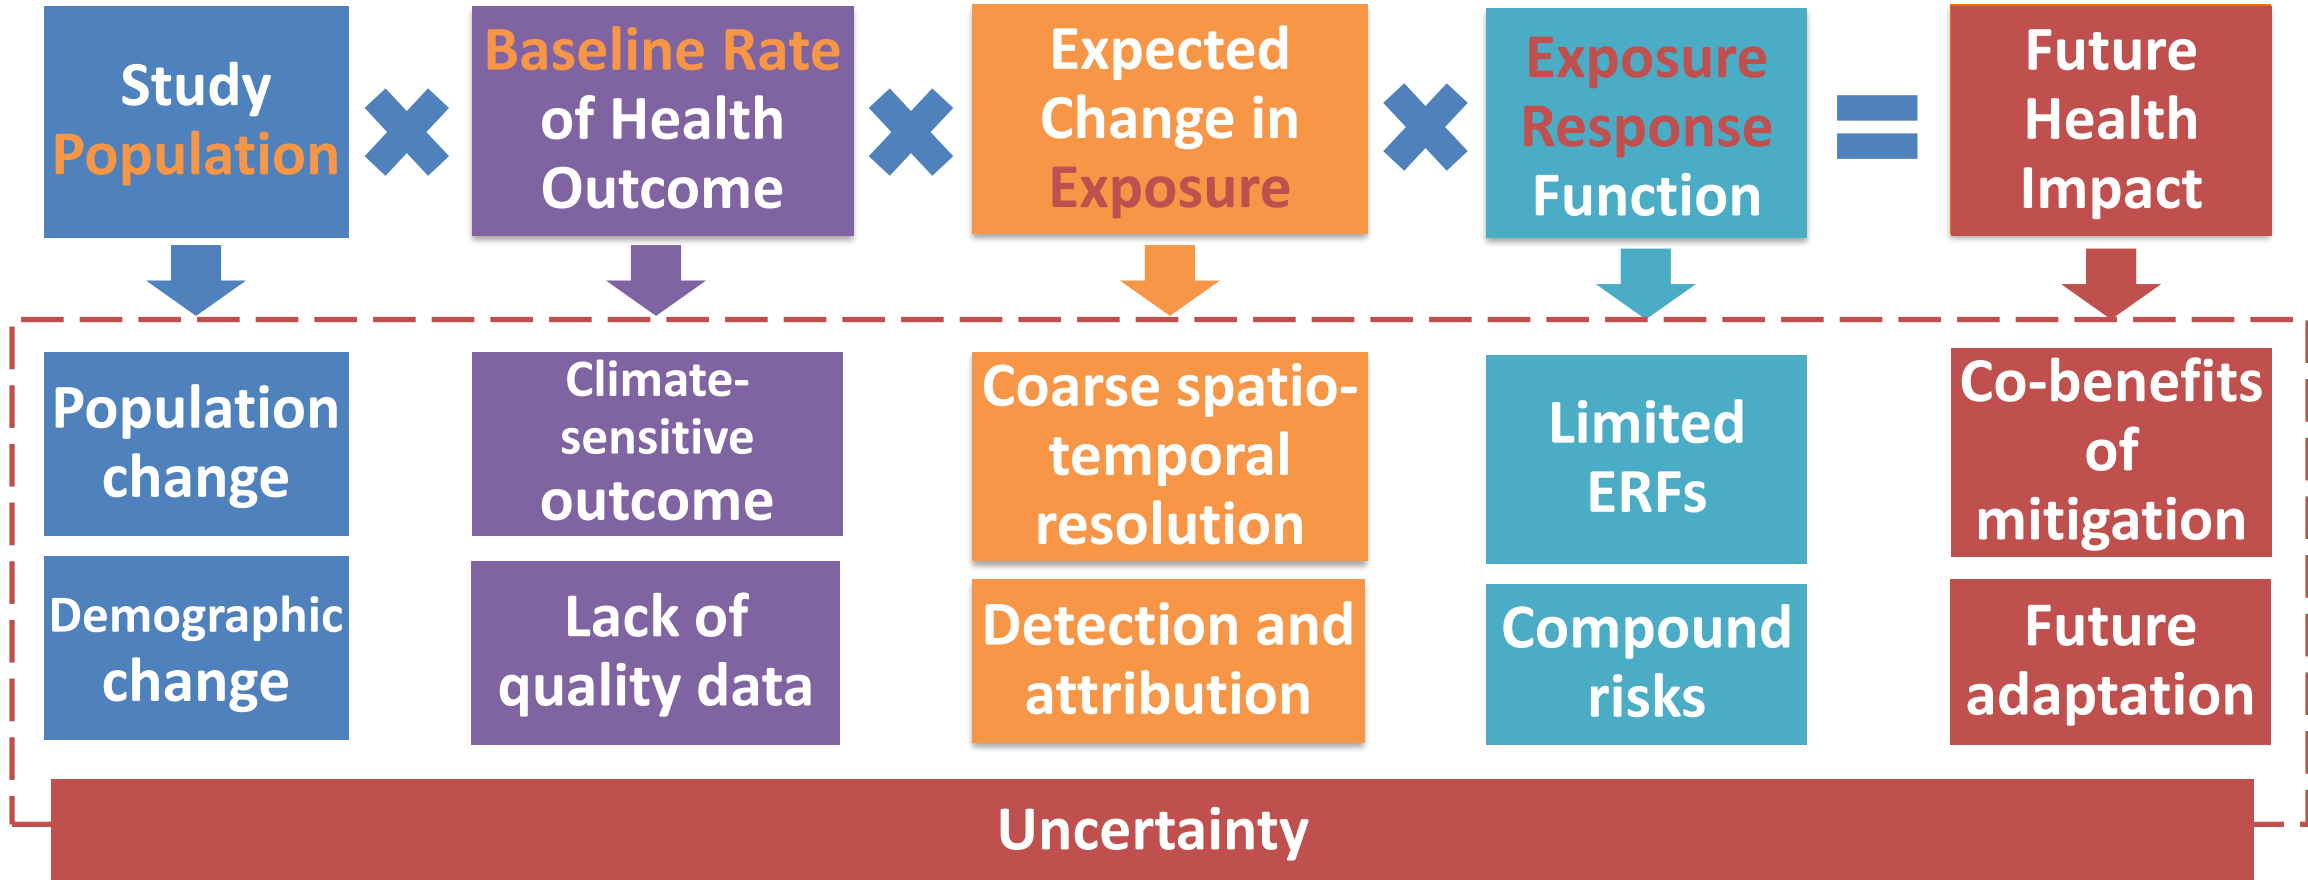 Study
Population
Baseline Rate
of Health
Outcome
Expected
Change in
Exposure
Exposure
Response
Function
Future
Health
Impact
Population
change
Climate-
sensitive
outcome
Coarse spatio-
temporal
resolution
Limited
ERFs
Co-benefits
of
mitigation
Demographic
change
Lack of
quality data
Detection and
attribution
Compound
risks
Future
adaptation
Uncertainty